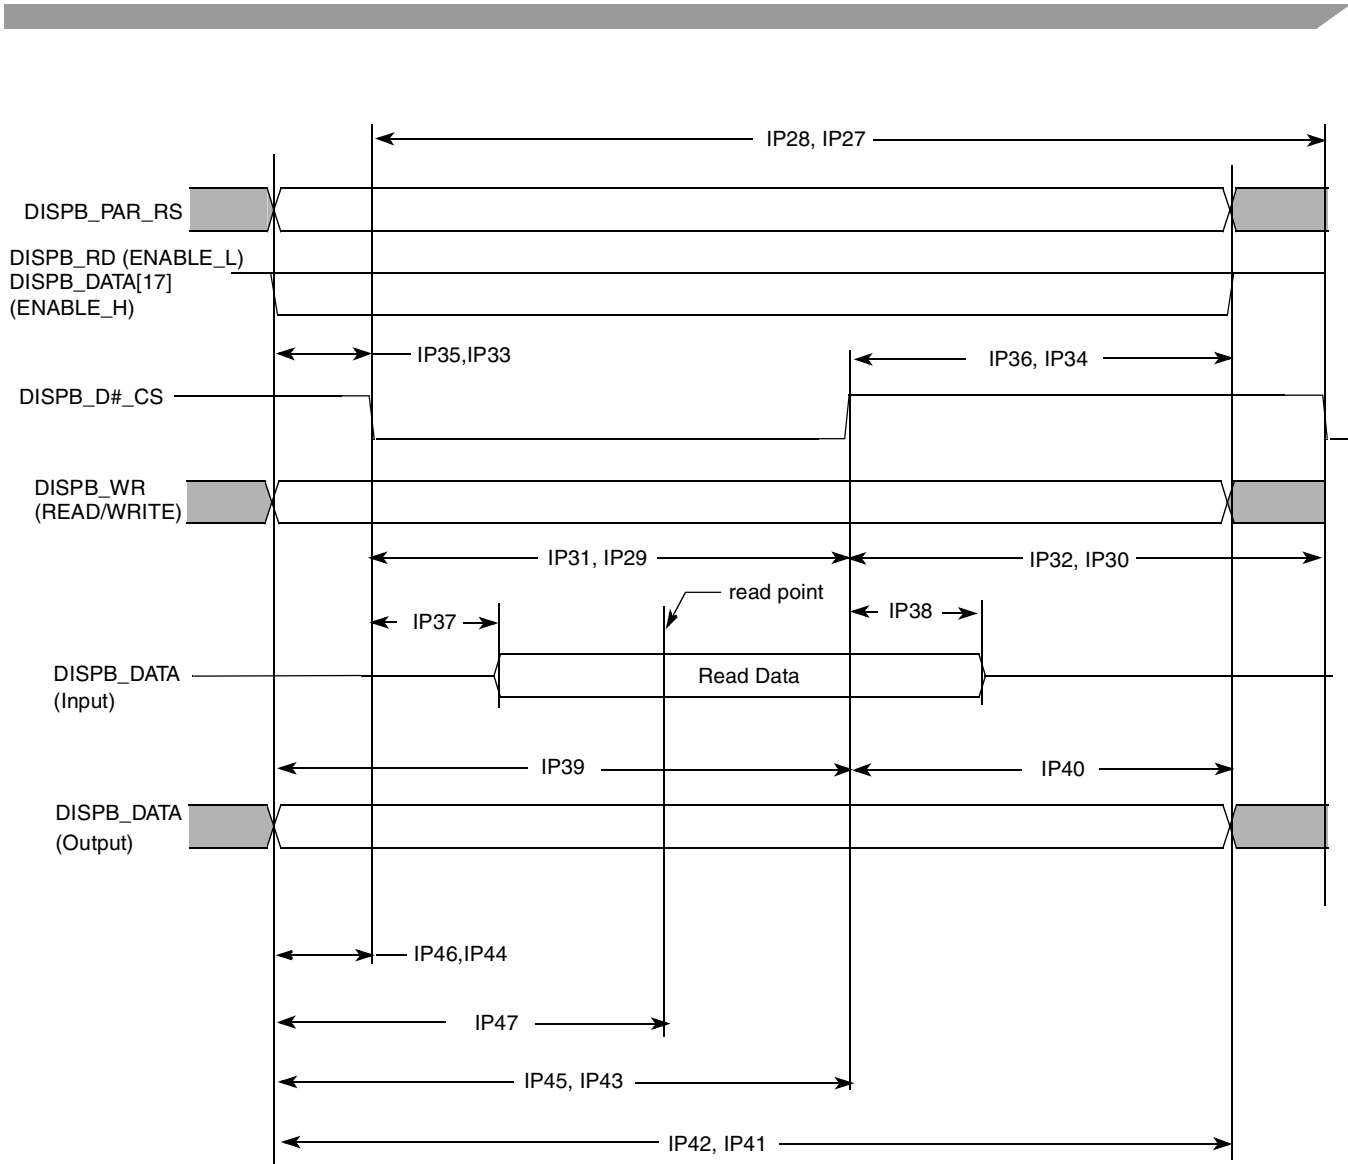 IP28, IP27
DISPB_PAR_RS
DISPB_RD (ENABLE_L)
DISPB_DATA[17]
(ENABLE_H)
IP35,IP33
IP36, IP34
DISPB_D#_CS
DISPB_WR
(READ/WRITE)
IP31, IP29
IP32, IP30
read point
IP37
IP38
DISPB_DATA
(Input)
Read Data
IP39
IP40
DISPB_DATA
(Output)
IP46,IP44
IP47
IP45, IP43
IP42, IP41